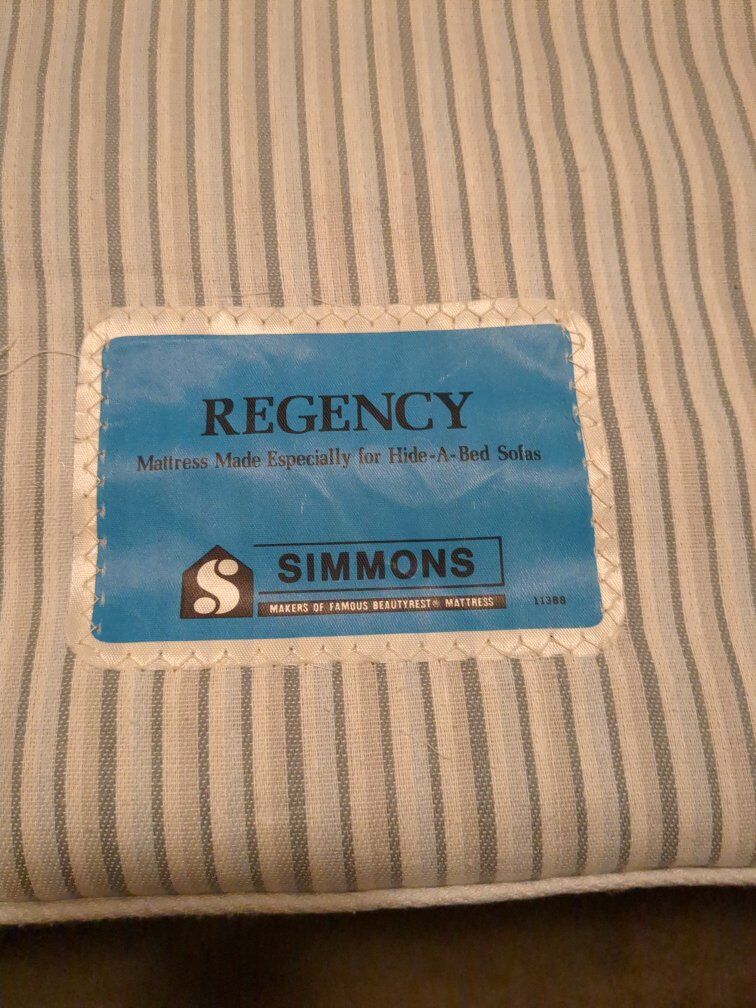 REGENCY
Mattress Made Especially for Hide-A-Bed Sofas
S
SIMMONS
MAKERS OF FAMOUS BEAUTYREST® MATTRESS
11388